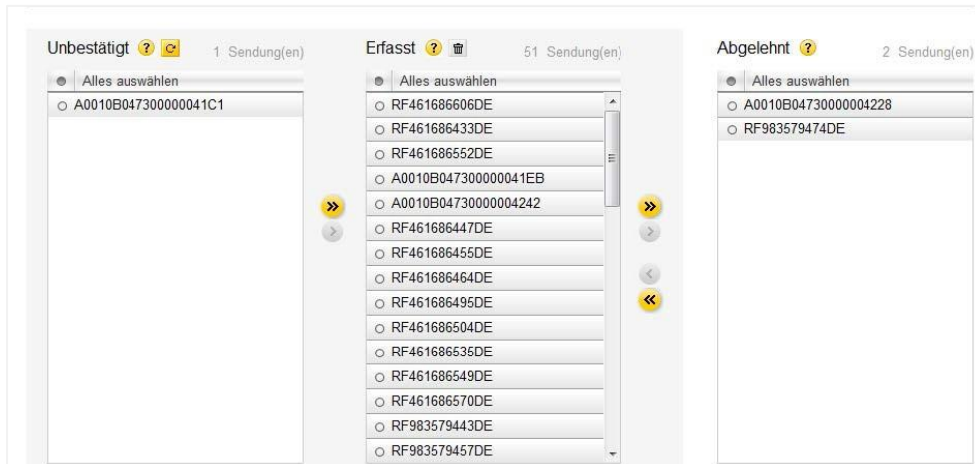 Unbestätigt ? 1 Sendung(en)
Alles auswählen
A0010B047300000041C1
Erfasst ? 51 Sendung(en)
Alles auswählen
RF461686606DE
RF461686433DE
RF461686552DE
A0010B047300000041EB
A0010B04730000004242
RF461686447DE
RF461686455DE
RF461686464DE
RF461686495DE
RF461686504DE
RF461686535DE
RF461686549DE
RF461686570DE
RF983579443DE
RF983579457DE
Abgelehnt ? 2 Sendung(en)
Alles auswählen
A0010B04730000004228
RF983579474DE